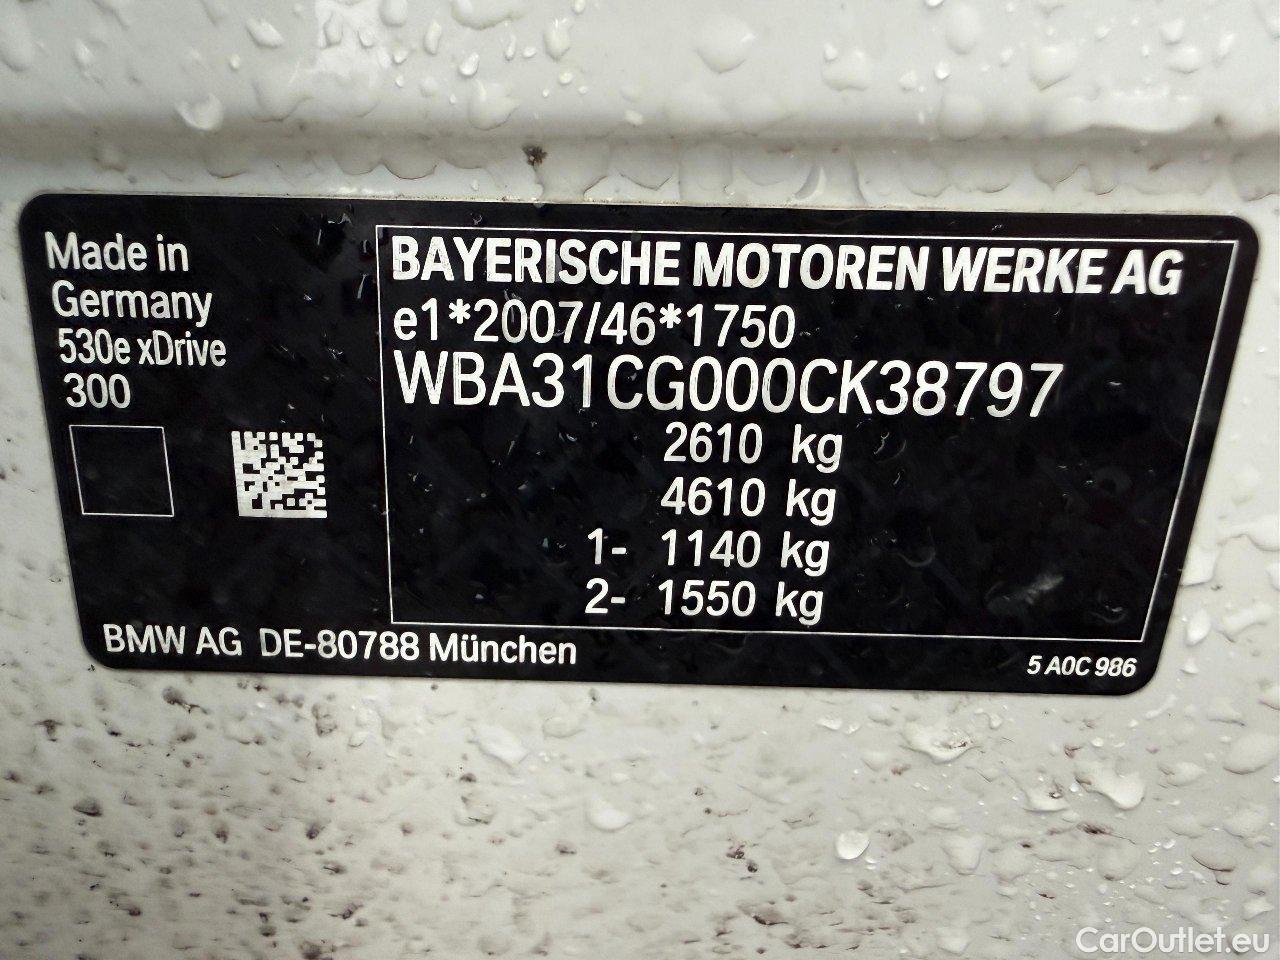 Made in
Germany
530e xDrive
300
BAYERISCHE MOTOREN WERKE AG
e1*2007/46*1750
WBA31CG000CK38797
2610 kg
4610 kg
1- 1140 kg
2- 1550 kg
BMW AG DE-80788 München
5 A0C 986
CarOutlet.eu